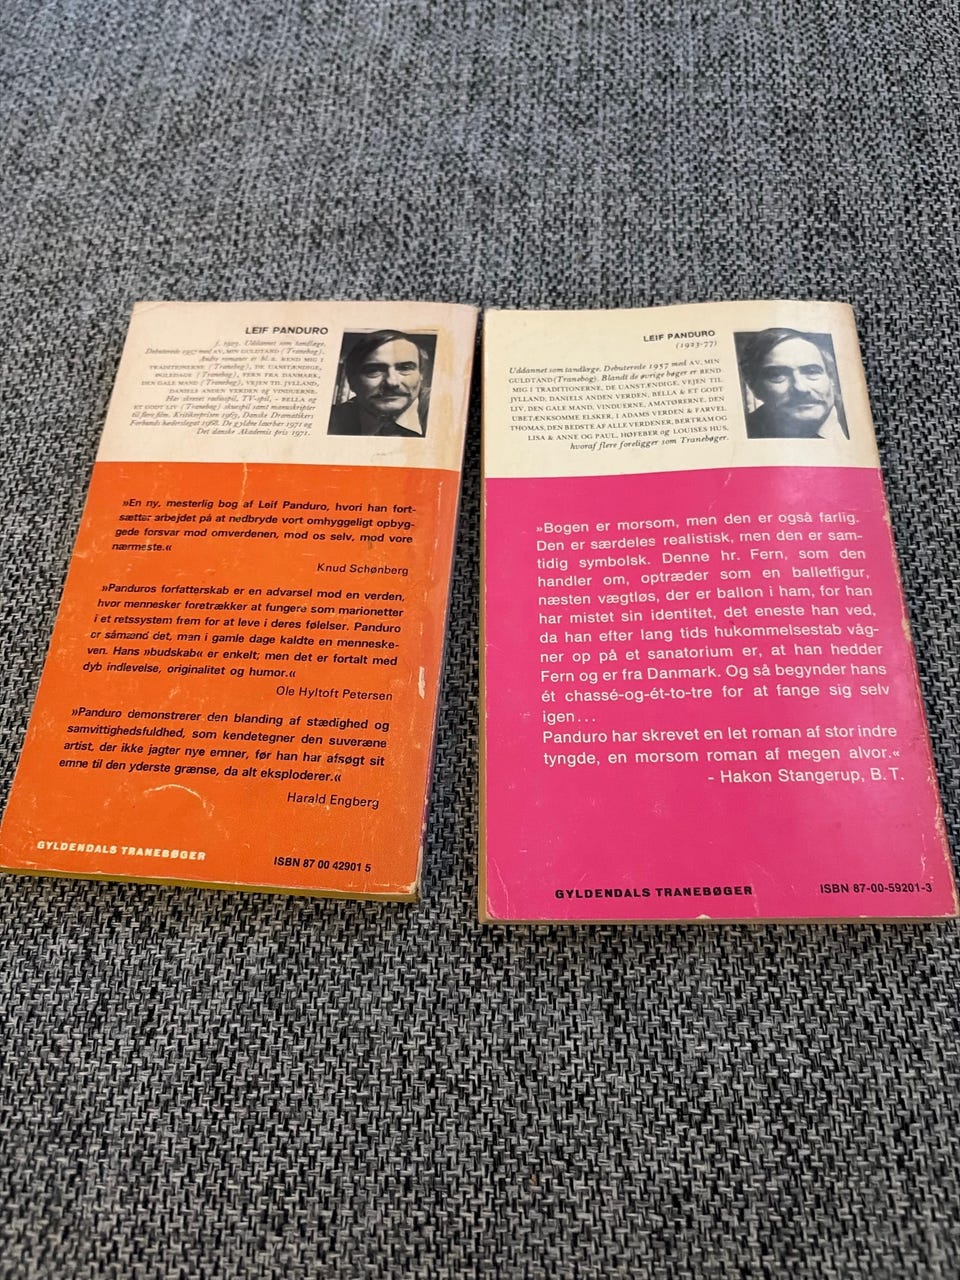 LEIF PANDURO
f. 1923. Uddannet som tandlæge.
Debuterede 1957 med AV, MIN GULDTAND (Tranebog).
Andre romaner er bl. a. REND MIG I
TRADITIONERNE (Tranebog), DE UANSTÆNDIGE,
ØGLEDAGE (Tranebog), FERN FRA DANMARK,
DEN GALE MAND (Tranebog), VEJEN TIL JYLLAND,
DANIELS ANDEN VERDEN og VINDUERNE.
Har skrevet radiospil, TV-spil, - BELLA og
ET GODT LIV (Tranebog) skuespil samt manuskripter
til flere film. Kritikerprisen 1963, Danske Dramatikers
Forbunds hæderslegat 1968. De gyldne laurbær 1971 og
Det danske Akademis pris 1971.
»En ny, mesterlig bog af Leif Panduro, hvori han fort-
sætter arbejdet på at nedbryde vort omhyggeligt opbyg-
gede forsvar mod omverdenen, mod os selv, mod vore
nærmeste.«
Knud Schønberg
»Panduros forfatterskab er en advarsel mod en verden,
hvor mennesker foretrækker at fungere som marionetter
i et retssystem frem for at leve i deres følelser. Panduro
er såmænd det, man i gamle dage kaldte en menneske-
ven. Hans »budskab« er enkelt; men det er fortalt med
dyb indlevelse, originalitet og humor.«
Ole Hyltoft Petersen
»Panduro demonstrerer den blanding af stædighed og
samvittighedsfuldhed, som kendetegner den suveræne
artist, der ikke jagter nye emner, før han har afsøgt sit
emne til den yderste grænse, da alt eksploderer.«
Harald Engberg
GYLDENDALS TRANEBØGER
ISBN 87 00 42901 5
LEIF PANDURO
(1923-77)
Uddannet som tandlæge. Debuterede 1957 med AV, MIN
GULDTAND (Tranebog). Blandt de øvrige bøger er REND
MIG I TRADITIONERNE, DE UANSTÆNDIGE, VEJEN TIL
JYLLAND, DANIELS ANDEN VERDEN, BELLA & ET GODT
LIV, DEN GALE MAND, VINDUERNE, AMATØRERNE, DEN
UBETÆNKSOMME ELSKER, I ADAMS VERDEN & FARVEL
THOMAS, DEN BEDSTE AF ALLE VERDENER, BERTRAM OG
LISA & ANNE OG PAUL, HØFEBER og LOUISES HUS,
hvoraf flere foreligger som Tranebøger.
»Bogen er morsom, men den er også farlig.
Den er særdeles realistisk, men den er sam-
tidig symbolsk. Denne hr. Fern, som den
handler om, optræder som en balletfigur,
næsten vægtløs, der er ballon i ham, for han
har mistet sin identitet, det eneste han ved,
da han efter lang tids hukommelsestab våg-
ner op på et sanatorium er, at han hedder
Fern og er fra Danmark. Og så begynder hans
ét chassé-og-ét-to-tre for at fange sig selv
igen...
Panduro har skrevet en let roman af stor indre
tyngde, en morsom roman af megen alvor.«
- Hakon Stangerup, B.T.
GYLDENDALS TRANEBØGER
ISBN 87-00-59201-3